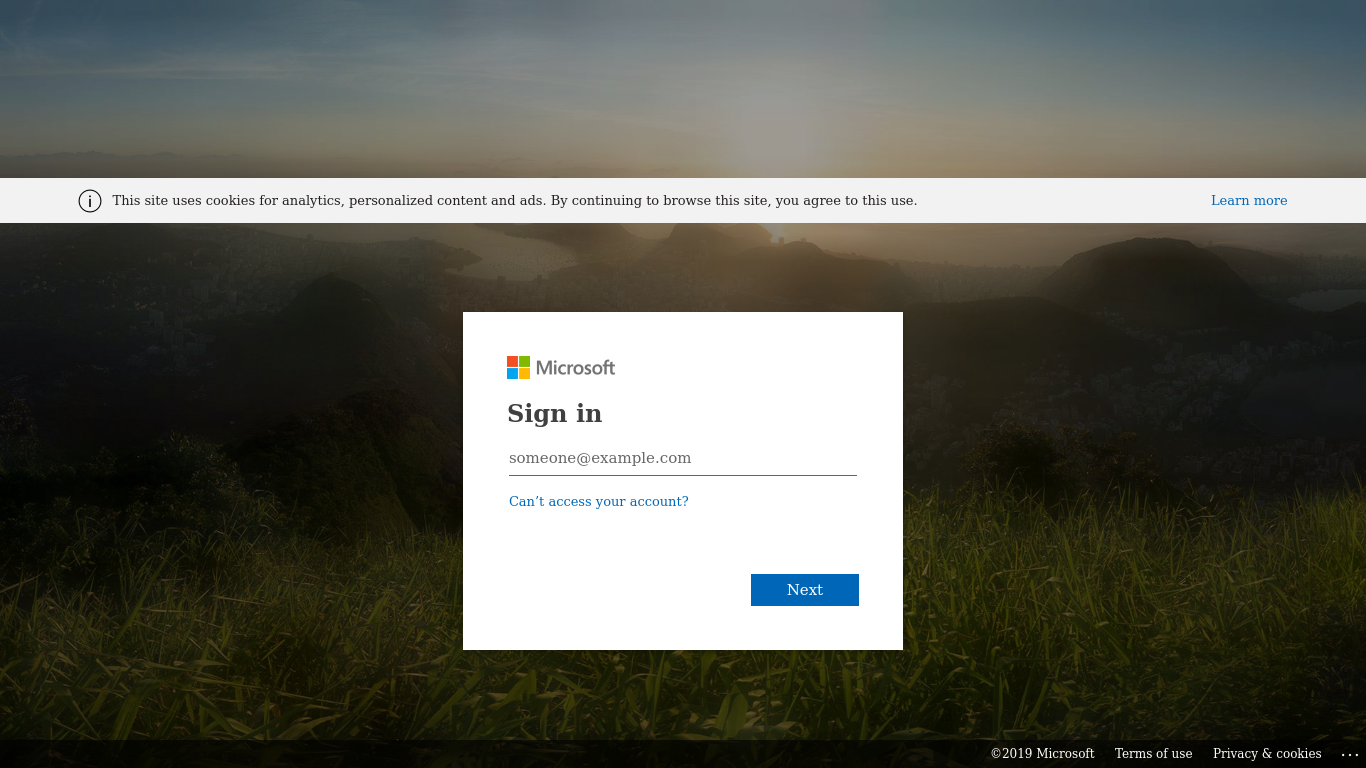 This site uses cookies for analytics, personalized content and ads. By continuing to browse this site, you agree to this use.
Learn more
Microsoft
Sign in
someone@example.com
Can’t access your account?
Next
©2019 Microsoft Terms of use Privacy & cookies ...